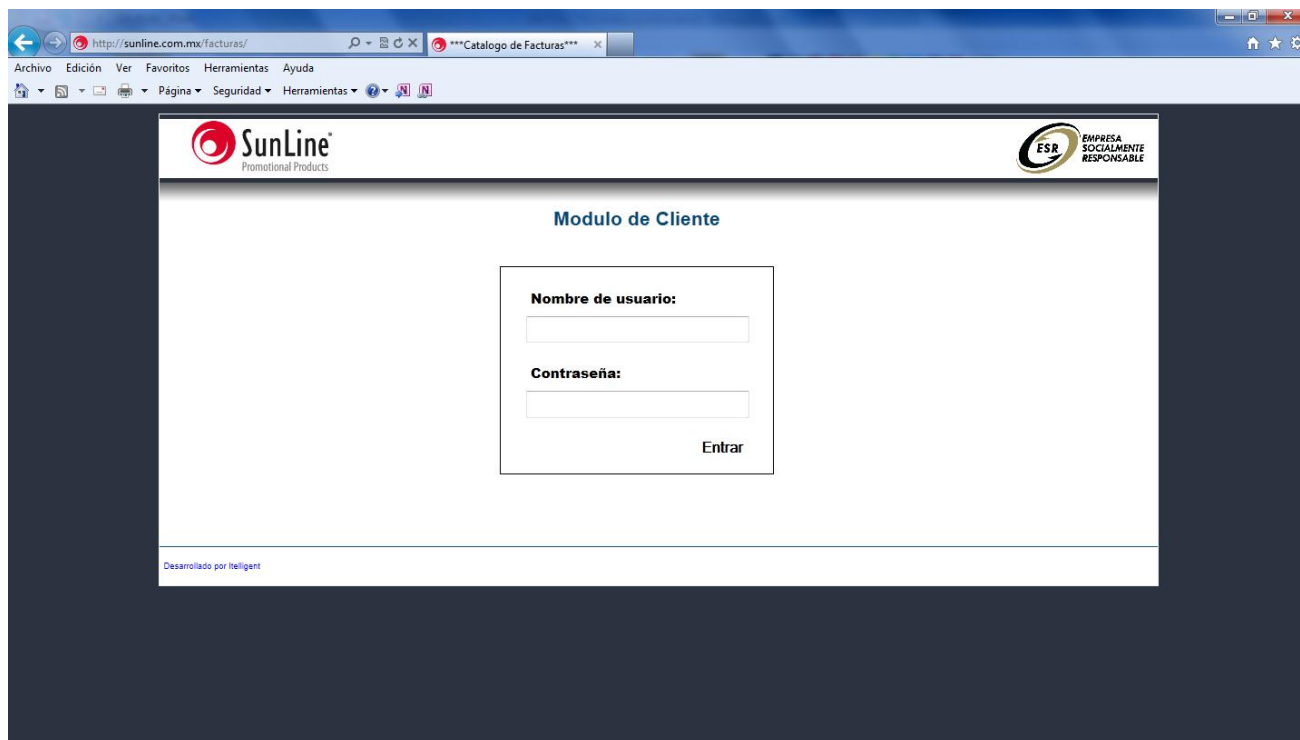 http://sunline.com.mx/facturas/
***Catalogo de Facturas***
Archivo Edición Ver Favoritos Herramientas Ayuda
Página Seguridad Herramientas
SunLine
Promotional Products
ESR
EMPRESA
SOCIALMENTE
RESPONSABLE
Modulo de Cliente
Nombre de usuario:
Contraseña:
Entrar
Desarrollado por Itelligent